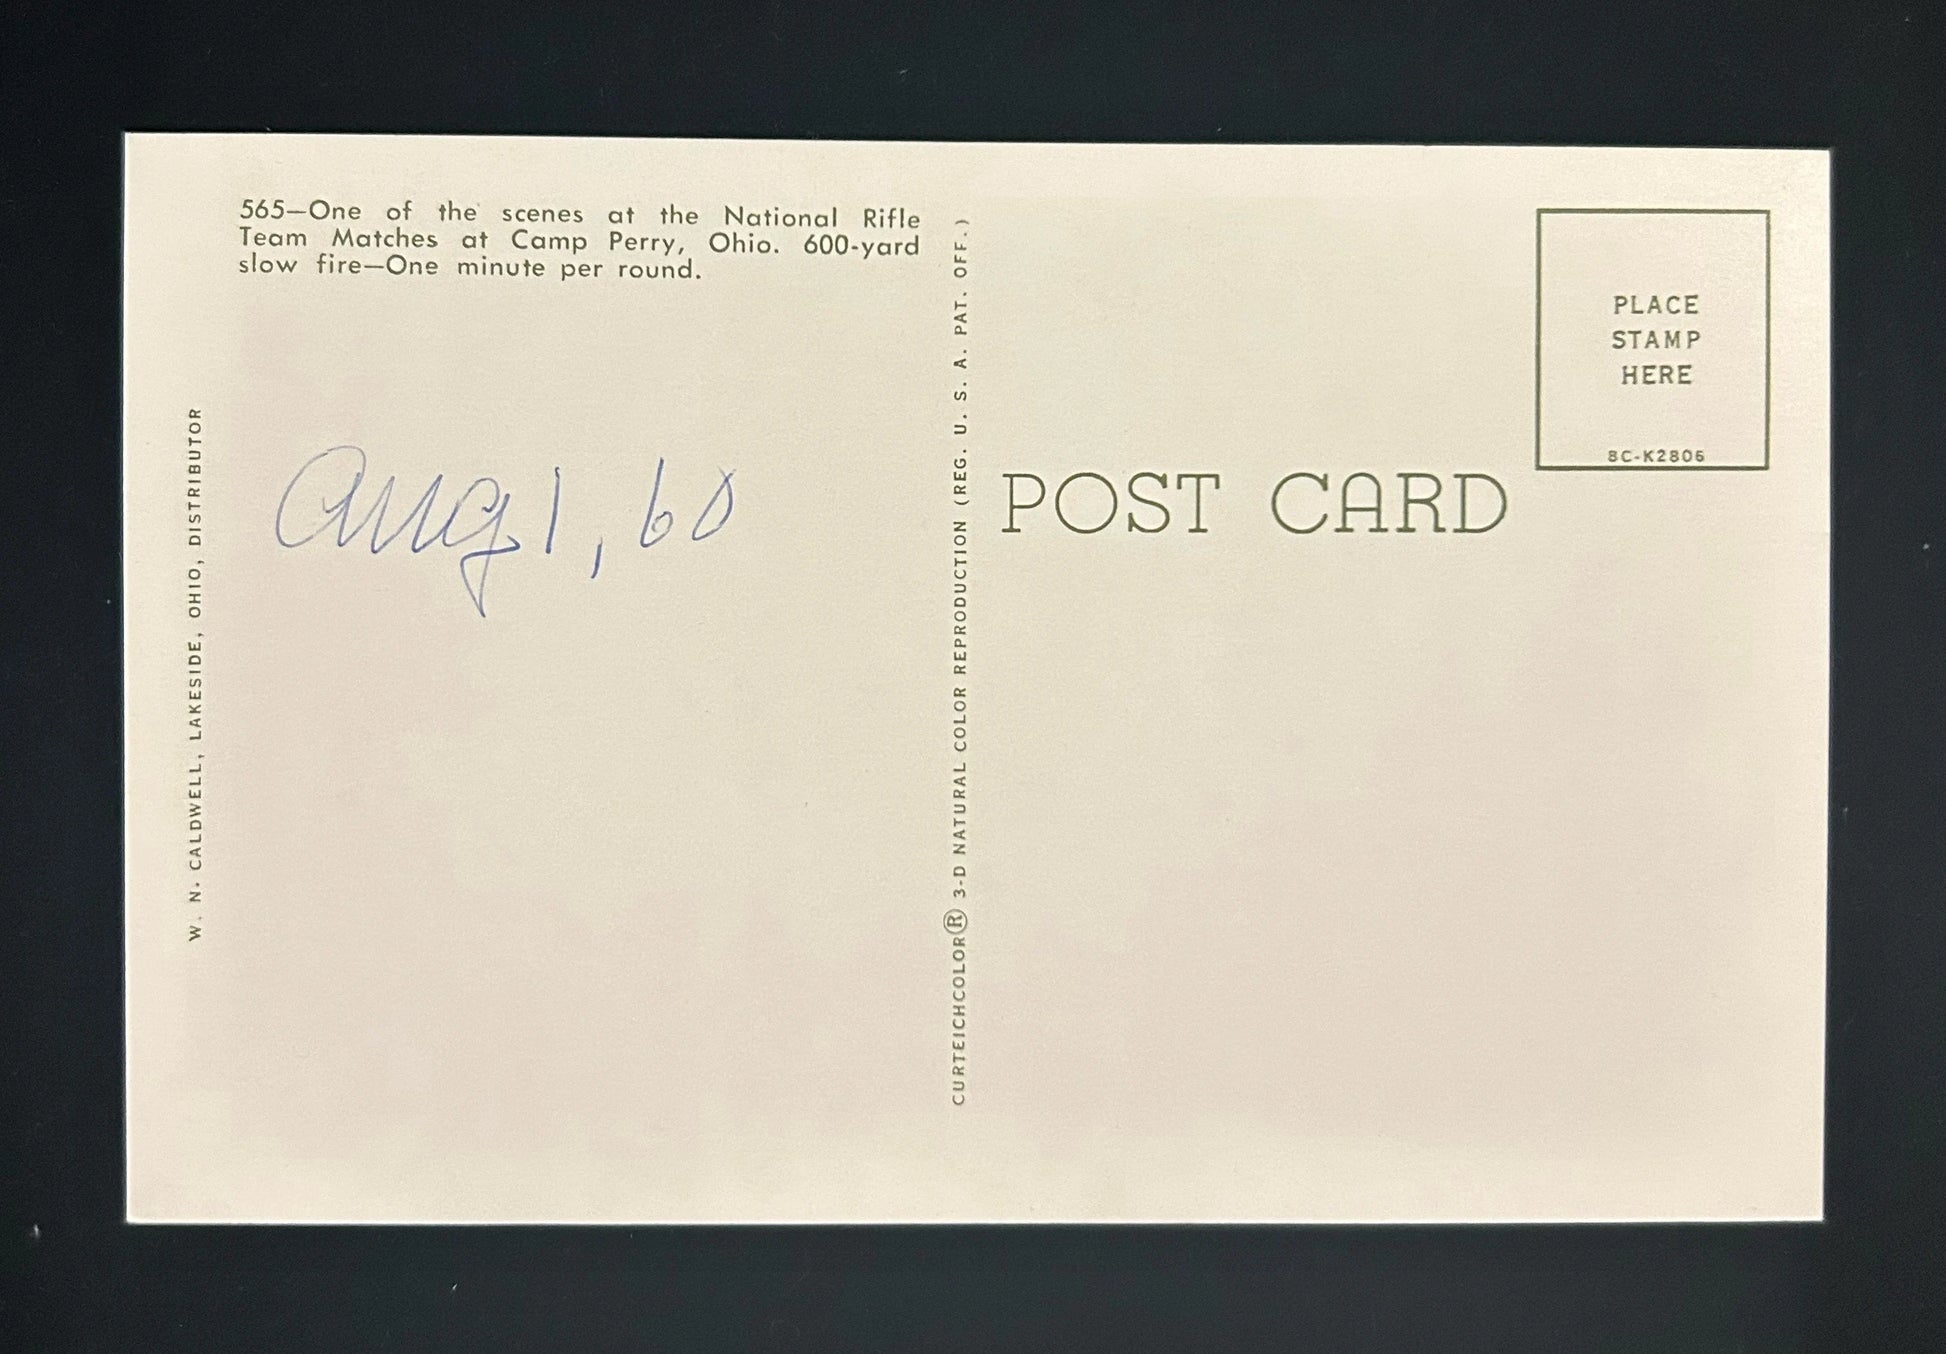 565—One of the scenes at the National Rifle
Team Matches at Camp Perry, Ohio. 600-yard
slow fire—One minute per round.
W. N. CALDWELL, LAKESIDE, OHIO, DISTRIBUTOR
Aug 1, 60
CURTEICHCOLOR® 3-D NATURAL COLOR REPRODUCTION (REG. U. S. A. PAT. OFF.)
POST CARD
PLACE
STAMP
HERE
8C-K2806